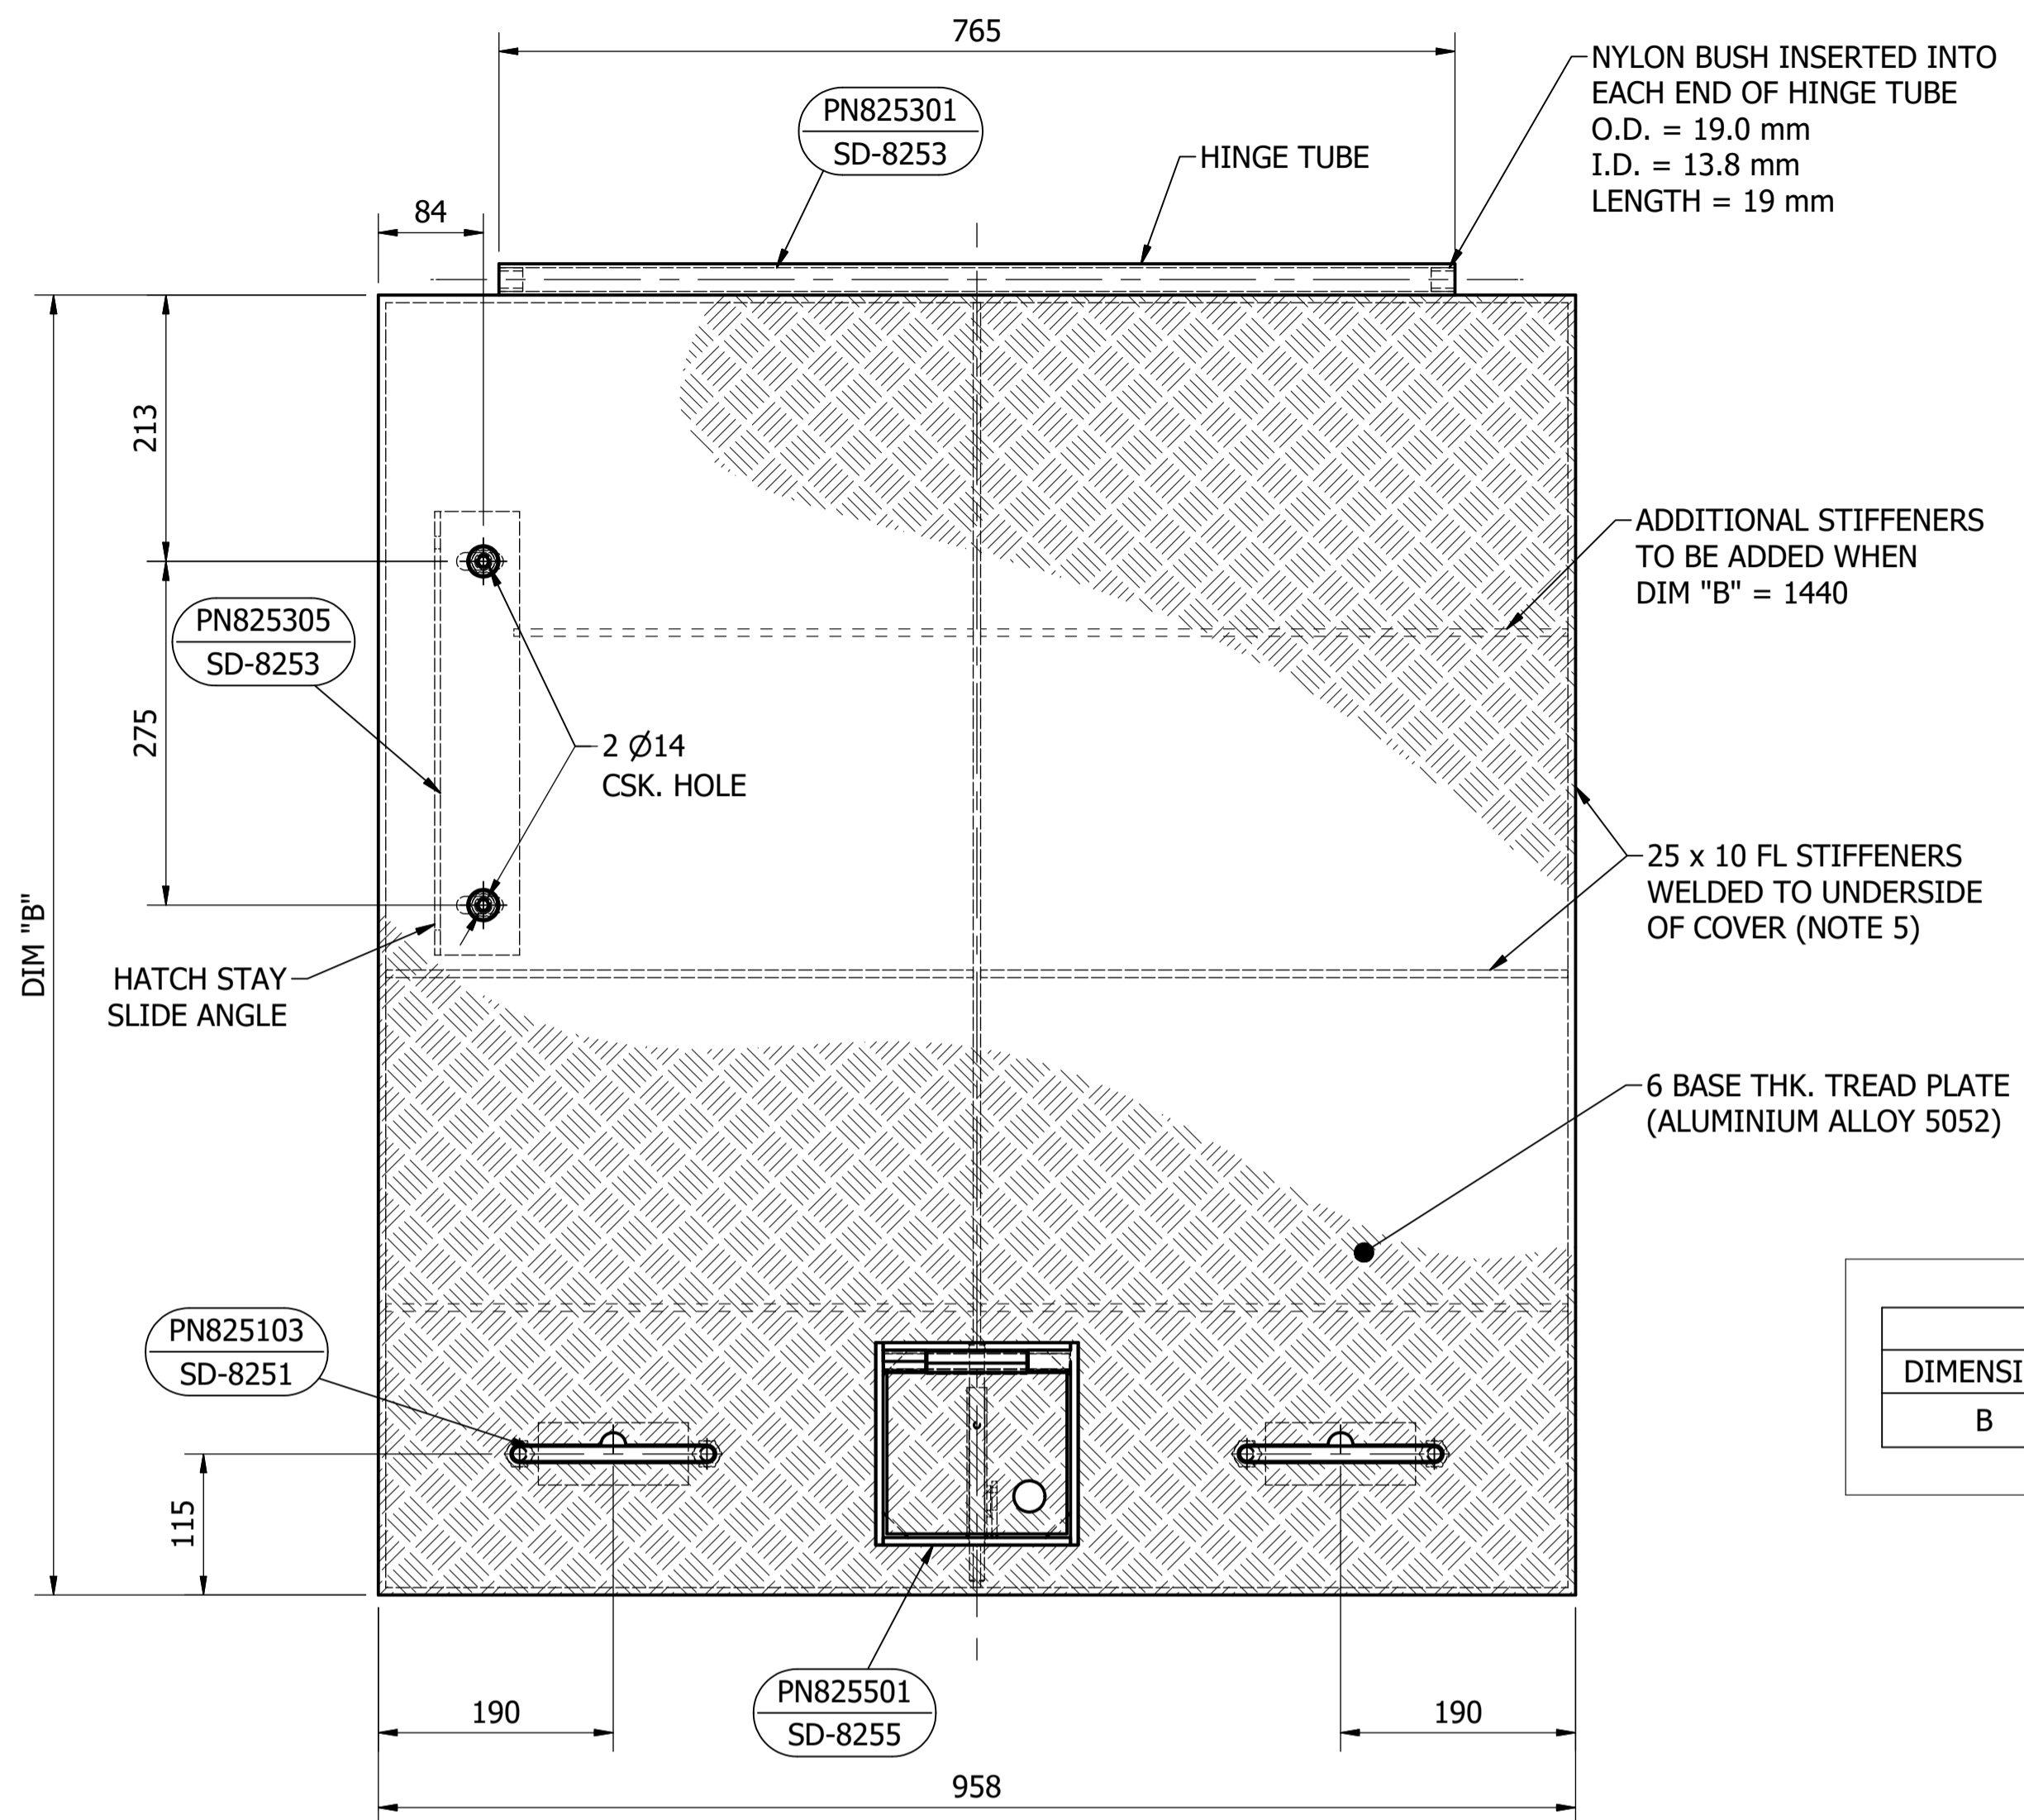 765
NYLON BUSH INSERTED INTO
EACH END OF HINGE TUBE
O.D. = 19.0 mm
I.D. = 13.8 mm
LENGTH = 19 mm
PN825301
SD-8253
HINGE TUBE
84
213
ADDITIONAL STIFFENERS
TO BE ADDED WHEN
DIM "B" = 1440
PN825305
SD-8253
275
2 Ø14
CSK. HOLE
25 x 10 FL STIFFENERS
WELDED TO UNDERSIDE
OF COVER (NOTE 5)
DIM "B"
HATCH STAY
SLIDE ANGLE
6 BASE THK. TREAD PLATE
(ALUMINIUM ALLOY 5052)
PN825103
SD-8251
DIMENSI
B
115
PN825501
SD-8255
190
190
958